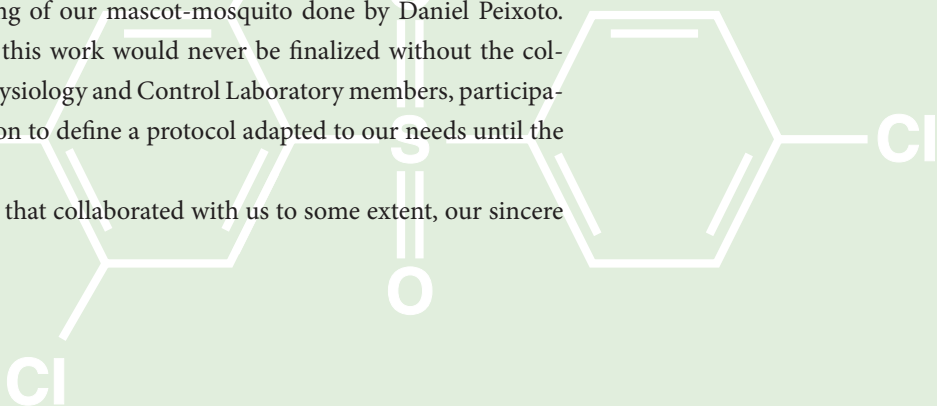 ng of our mascot-mosquito done by Daniel Peixoto.
this work would never be finalized without the col-
ysiology and Control Laboratory members, participa-
on to define a protocol adapted to our needs until the
S
Cl
that collaborated with us to some extent, our sincere
O
Cl